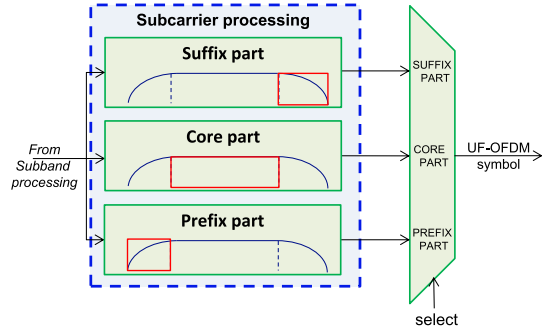 Subcarrier processing
Suffix part
SUFFIX
PART
From
Subband
processing
Core part
CORE
PART
UF-OFDM
symbol
Prefix part
PREFIX
PART
select